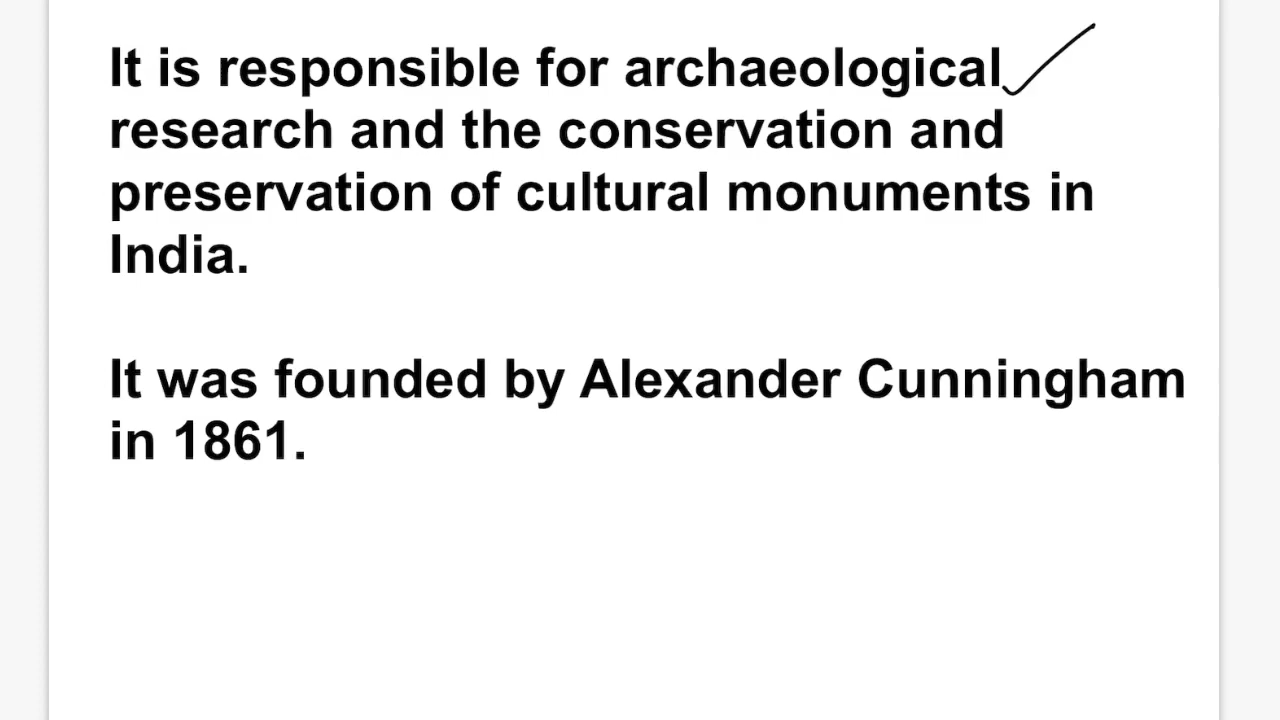 It is responsible for archaeological
research and the conservation and
preservation of cultural monuments in
India.
It was founded by Alexander Cunningham
in 1861.